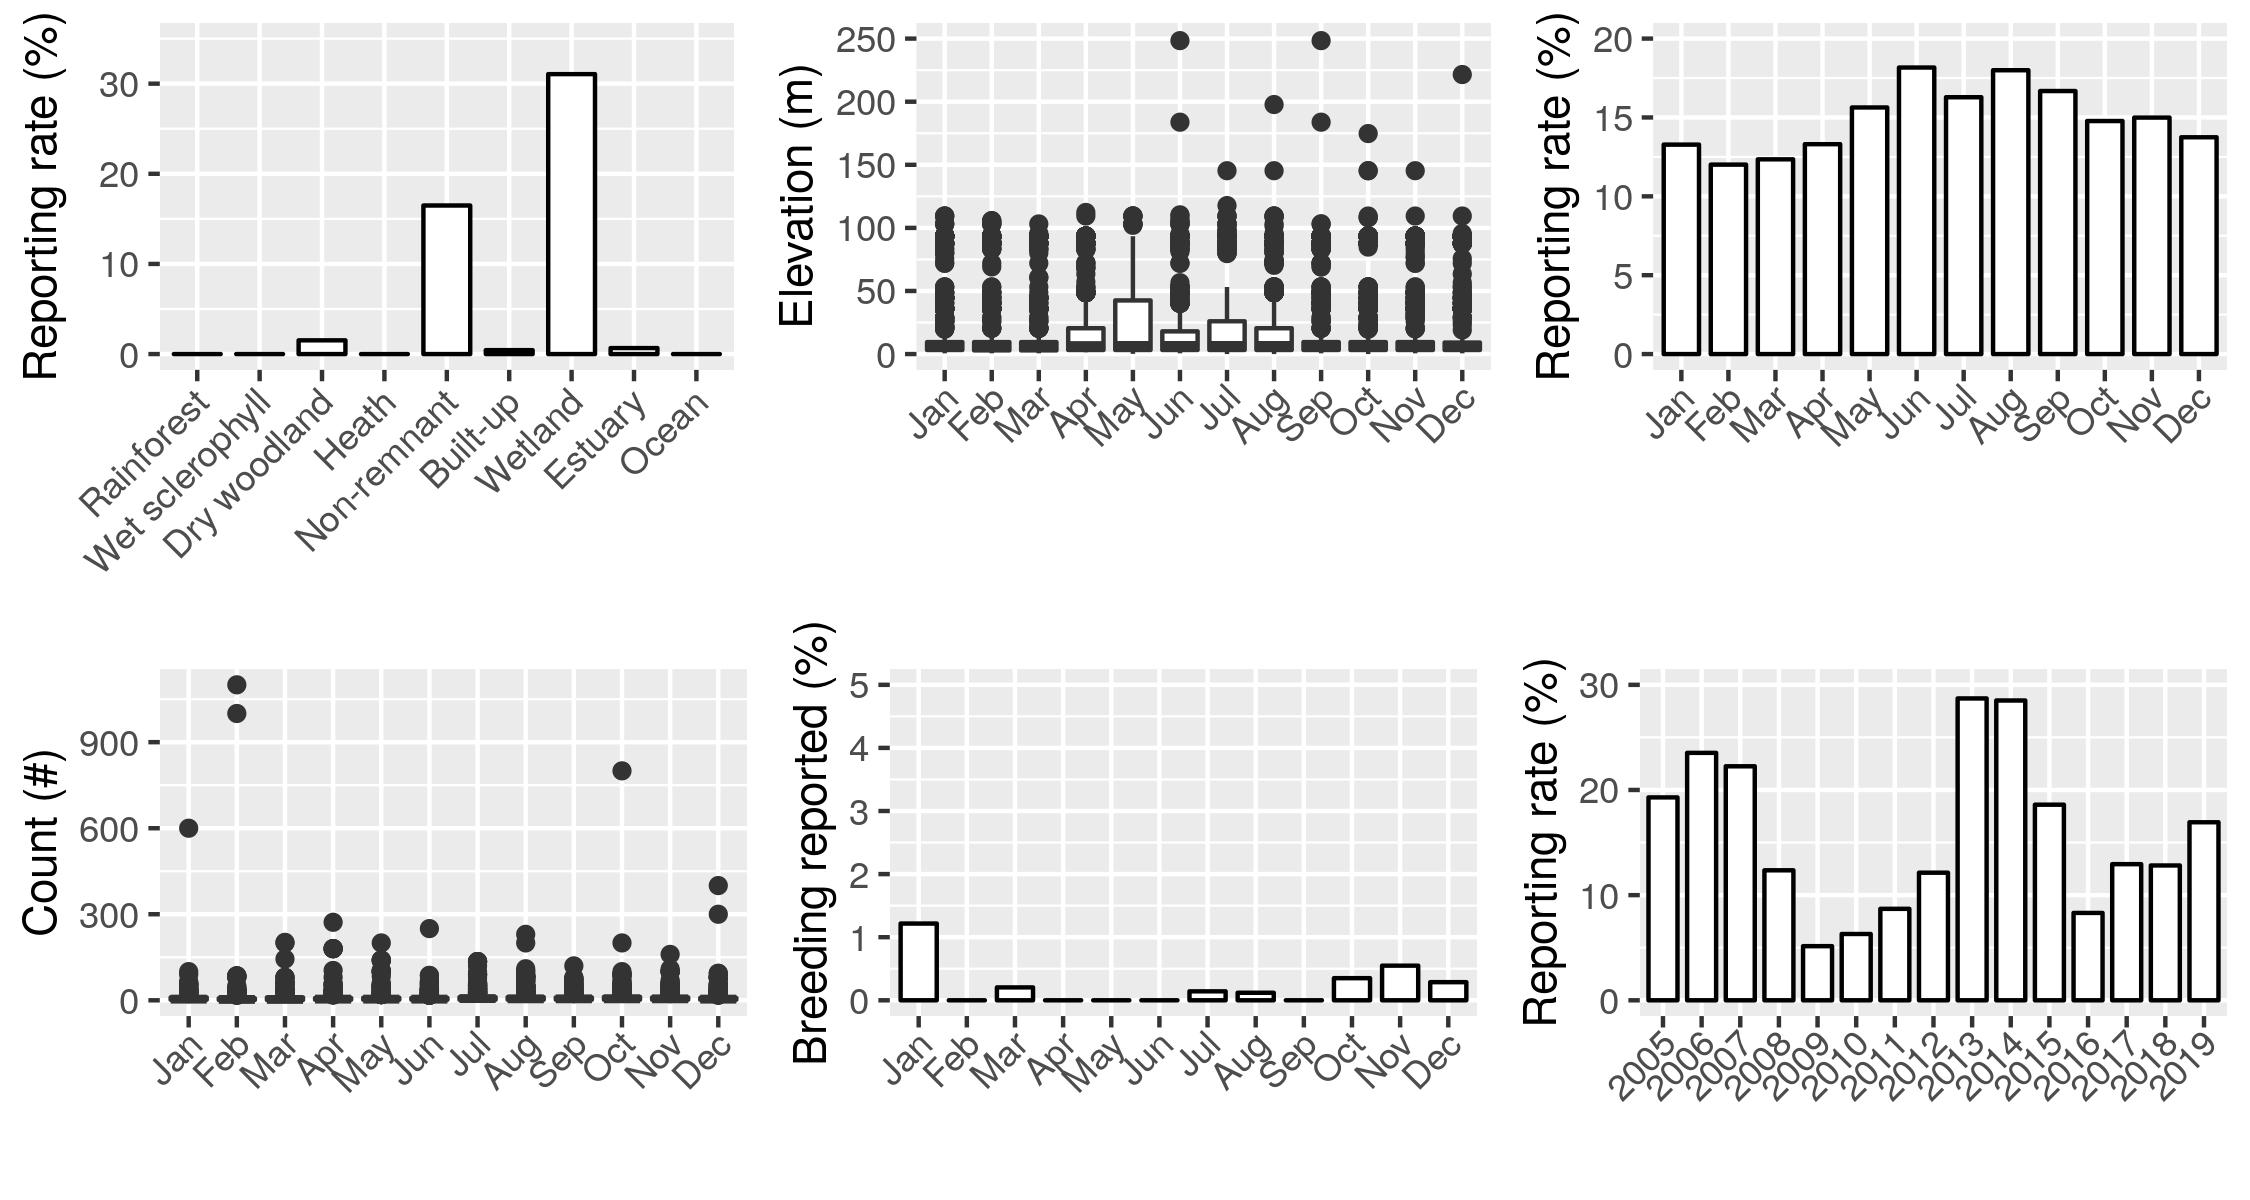 Reporting rate (%)
30
20
10
0
Rainforest
Wet sclerophyll
Dry woodland
Heath
Non-remnant
Built-up
Wetland
Estuary
Ocean
Elevation (m)
250
200
150
100
50
0
Jan
Feb
Mar
Apr
May
Jun
Jul
Aug
Sep
Oct
Nov
Dec
Reporting rate (%)
20
15
10
5
0
Jan
Feb
Mar
Apr
May
Jun
Jul
Aug
Sep
Oct
Nov
Dec
Count (#)
900
600
300
0
Jan
Feb
Mar
Apr
May
Jun
Jul
Aug
Sep
Oct
Nov
Dec
Breeding reported (%)
5
4
3
2
1
0
Jan
Feb
Mar
Apr
May
Jun
Jul
Aug
Sep
Oct
Nov
Dec
Reporting rate (%)
30
20
10
0
2005
2006
2007
2008
2009
2010
2011
2012
2013
2014
2015
2016
2017
2018
2019